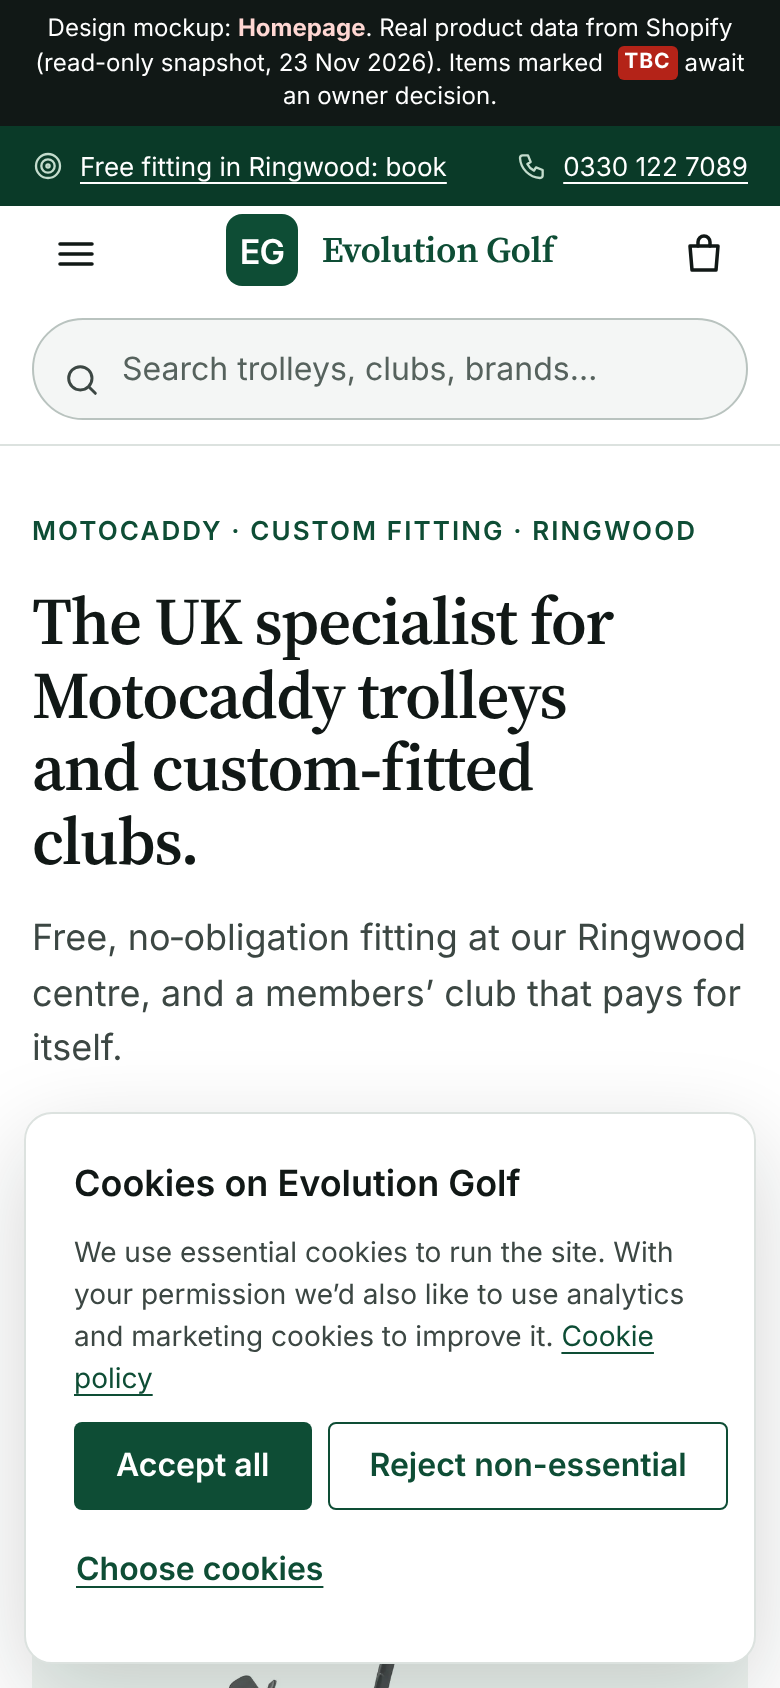 Design mockup: Homepage. Real product data from Shopify
(read-only snapshot, 23 Nov 2026). Items marked TBC await
an owner decision.
Free fitting in Ringwood: book
0330 122 7089
EG Evolution Golf
Search trolleys, clubs, brands...
MOTOCADDY · CUSTOM FITTING · RINGWOOD
The UK specialist for
Motocaddy trolleys
and custom-fitted
clubs.
Free, no-obligation fitting at our Ringwood
centre, and a members’ club that pays for
itself.
Cookies on Evolution Golf
We use essential cookies to run the site. With
your permission we’d also like to use analytics
and marketing cookies to improve it. Cookie
policy
Accept all
Reject non-essential
Choose cookies